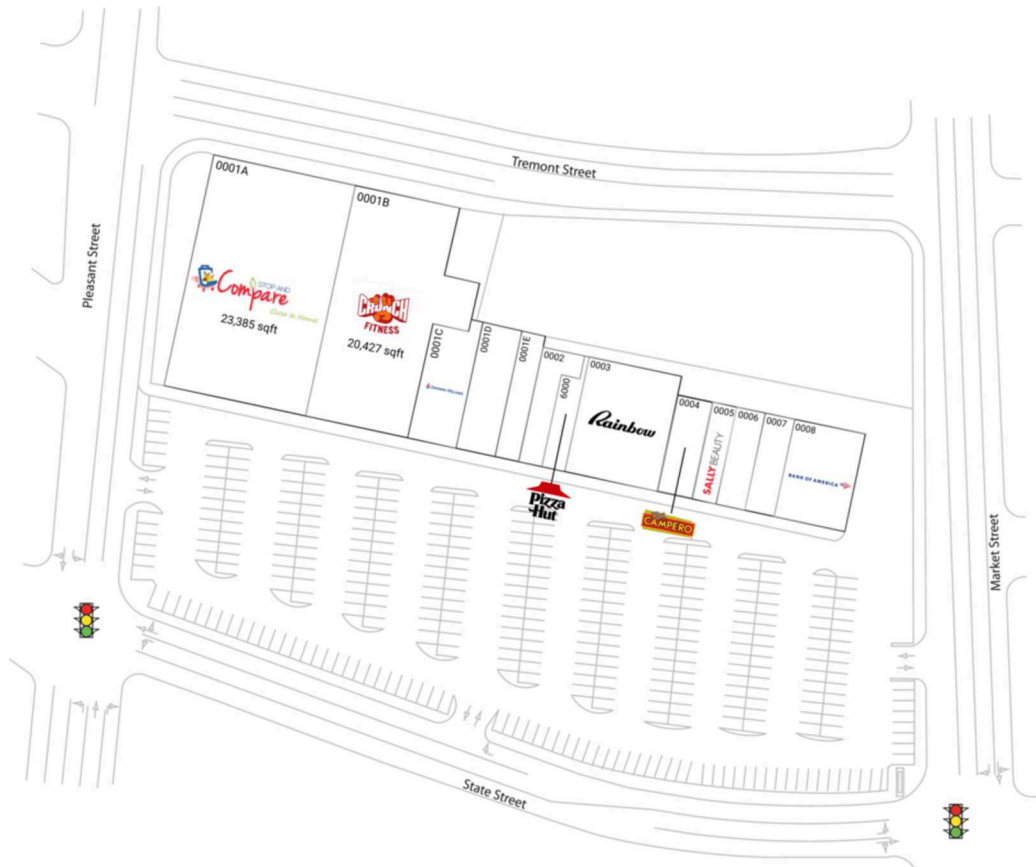 Tremont Street
0001A
0001B
Pleasant Street
STOP AND
Compare
Close to Home!
23,385 sqft
CRUNCH
FITNESS
20,427 sqft
0001C
0001D
0001E
0002
6000
0003
Rainbow
0004
0005
0006
0007
0008
SALLY BEAUTY
BANK OF AMERICA
Pizza
Hut
CAMPERO
Market Street
State Street